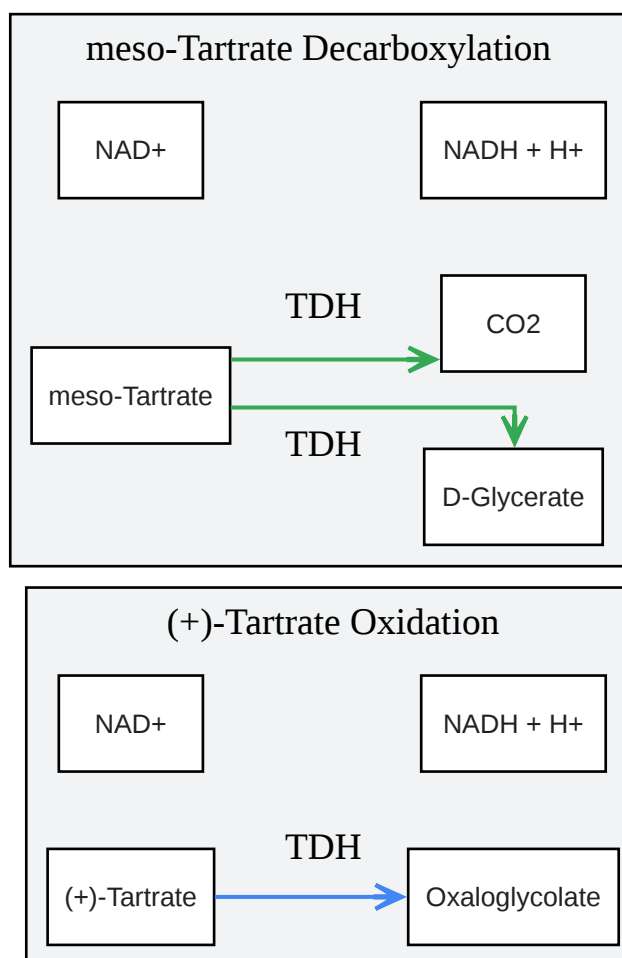 meso-Tartrate Decarboxylation
NAD+
NADH + H+
TDH
CO2
meso-Tartrate
TDH
D-Glycerate
(+)-Tartrate Oxidation
NAD+
NADH + H+
TDH
(+)-Tartrate
Oxaloglycolate